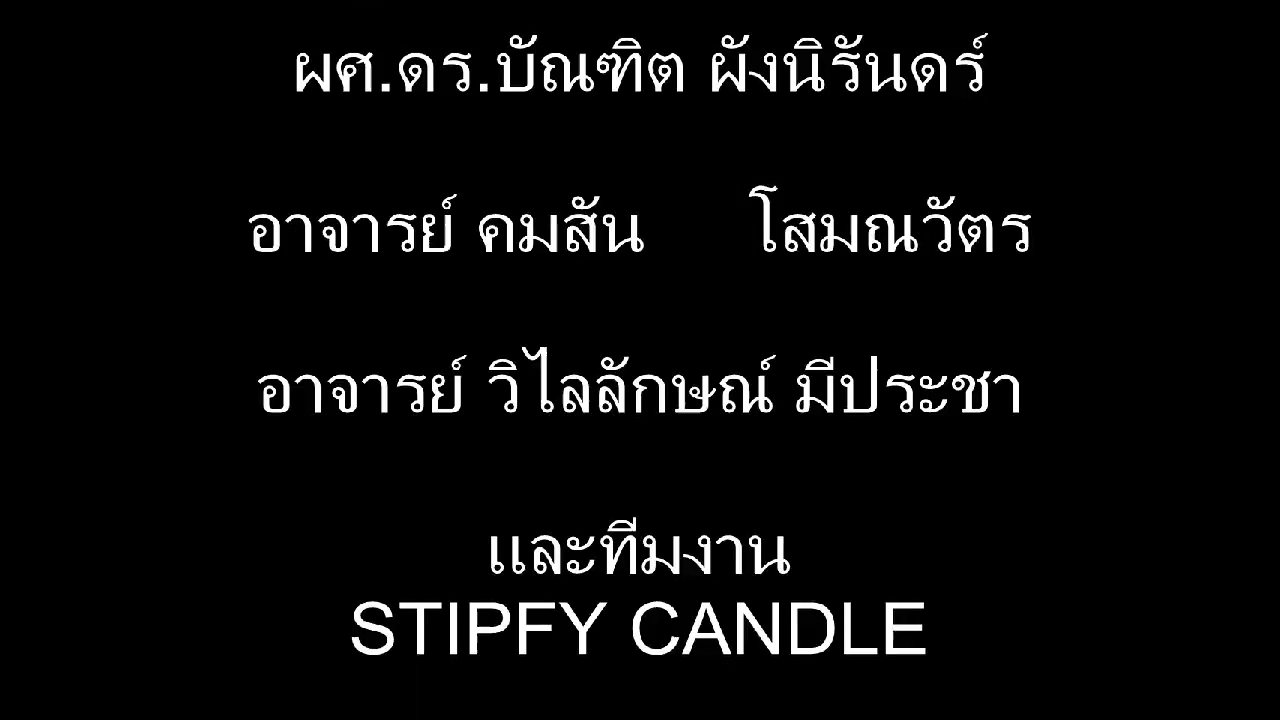 ผศ.ดร.บัณฑิต ผังนิรันดร์
อาจารย์ คมสัน โสมณวัตร
อาจารย์ วิไลลักษณ์ มีประชา
และทีมงาน
STIPFY CANDLE